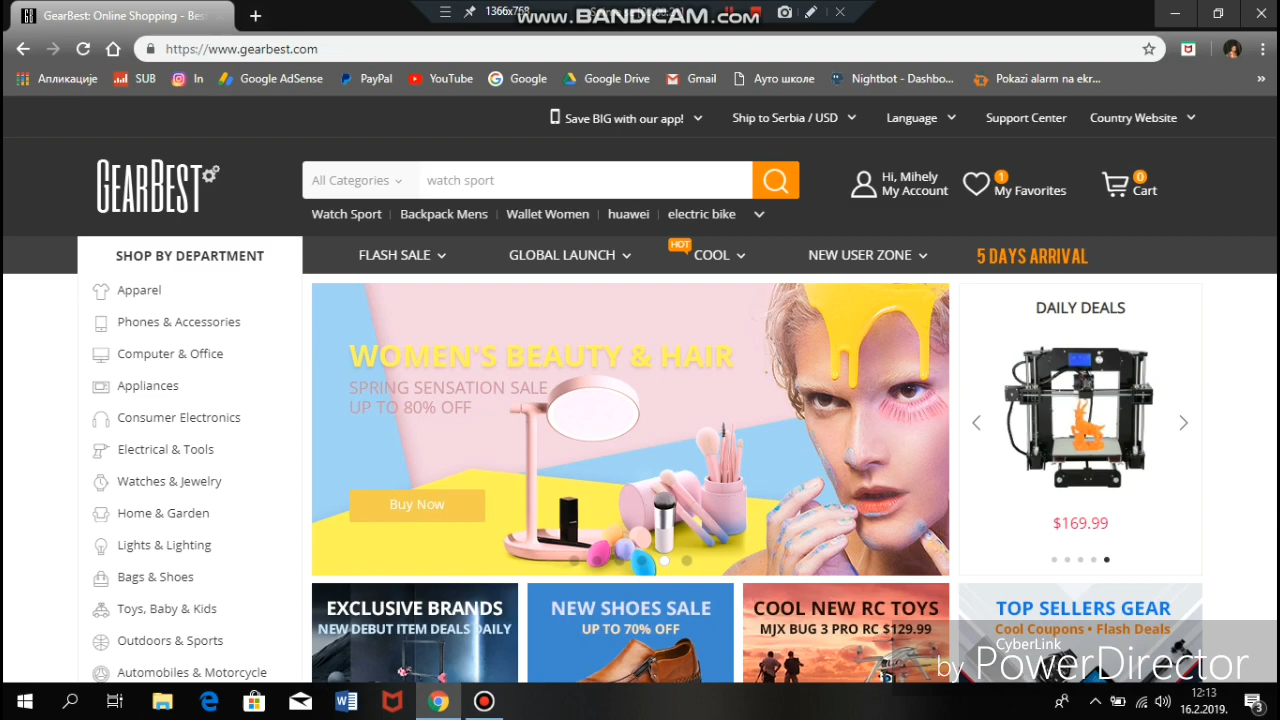 GearBest: Online Shopping - Bes
1366x768
www.BANDICAM.com
https://www.gearbest.com
Апликације
SUB
In
Google AdSense
PayPal
YouTube
Google
Google Drive
Gmail
Ауто школе
Nightbot - Dashbo...
Pokazi alarm na ekr...
»
Save BIG with our app!
Ship to Serbia / USD
Language
Support Center
Country Website
GEARBEST
All Categories
watch sport
Hi, Mihely
My Account
1
My Favorites
0
Cart
Watch Sport
Backpack Mens
Wallet Women
huawei
electric bike
SHOP BY DEPARTMENT
FLASH SALE
GLOBAL LAUNCH
HOT
COOL
NEW USER ZONE
5 DAYS ARRIVAL
Apparel
Phones & Accessories
Computer & Office
Appliances
Consumer Electronics
Electrical & Tools
Watches & Jewelry
Home & Garden
Lights & Lighting
Bags & Shoes
Toys, Baby & Kids
Outdoors & Sports
Automobiles & Motorcycle
WOMEN'S BEAUTY & HAIR
SPRING SENSATION SALE
UP TO 80% OFF
Buy Now
DAILY DEALS
$169.99
EXCLUSIVE BRANDS
NEW DEBUT ITEM DEALS DAILY
NEW SHOES SALE
UP TO 70% OFF
COOL NEW RC TOYS
MJX BUG 3 PRO RC $129.99
TOP SELLERS GEAR
Cool Coupons • Flash Deals
CyberLink
by PowerDirector
12:13
16.2.2019.
3